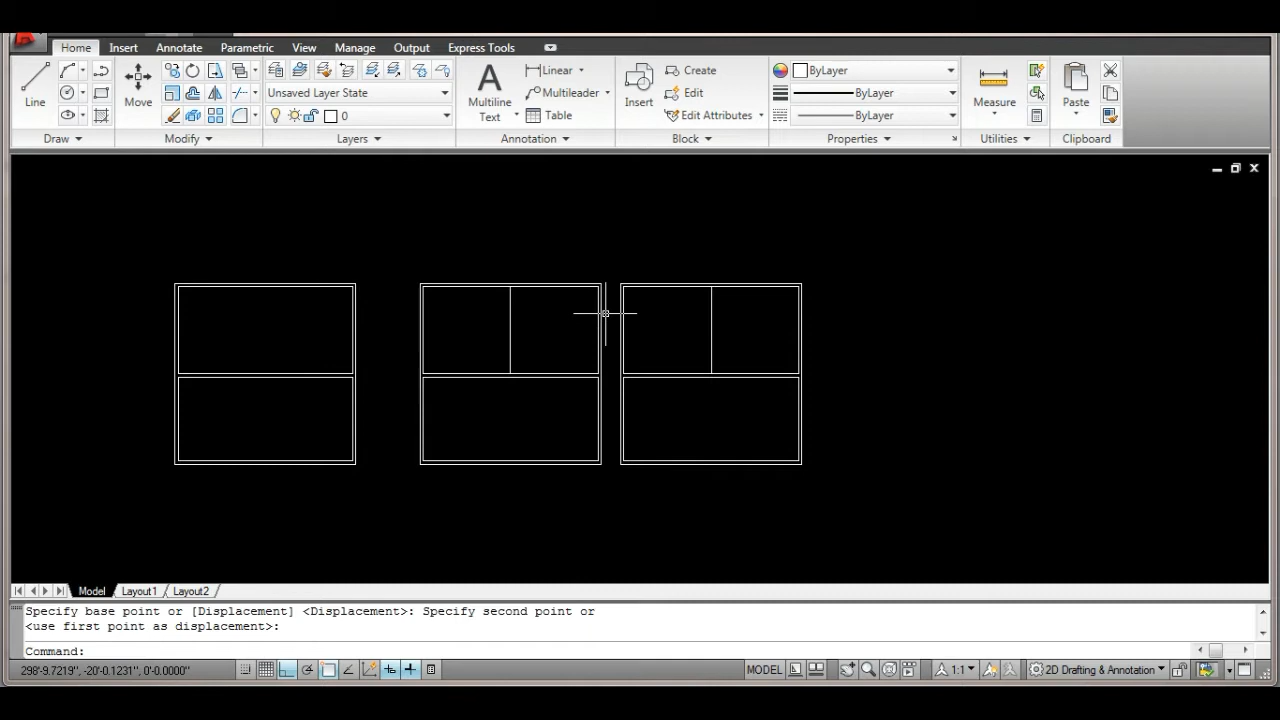 Home Insert Annotate Parametric View Manage Output Express Tools
Line Move Unsaved Layer State 0 Multiline Text Linear Multileader Table Insert Create Edit Edit Attributes ByLayer ByLayer ByLayer Measure Paste
Draw Modify Layers Annotation Block Properties Utilities Clipboard
Model Layout1 Layout2
Specify base point or [Displacement] <Displacement>: Specify second point or
<use first point as displacement>:
Command:
298'-9.7219", -20'-0.1231", 0'-0.0000" MODEL 1:1 2D Drafting & Annotation